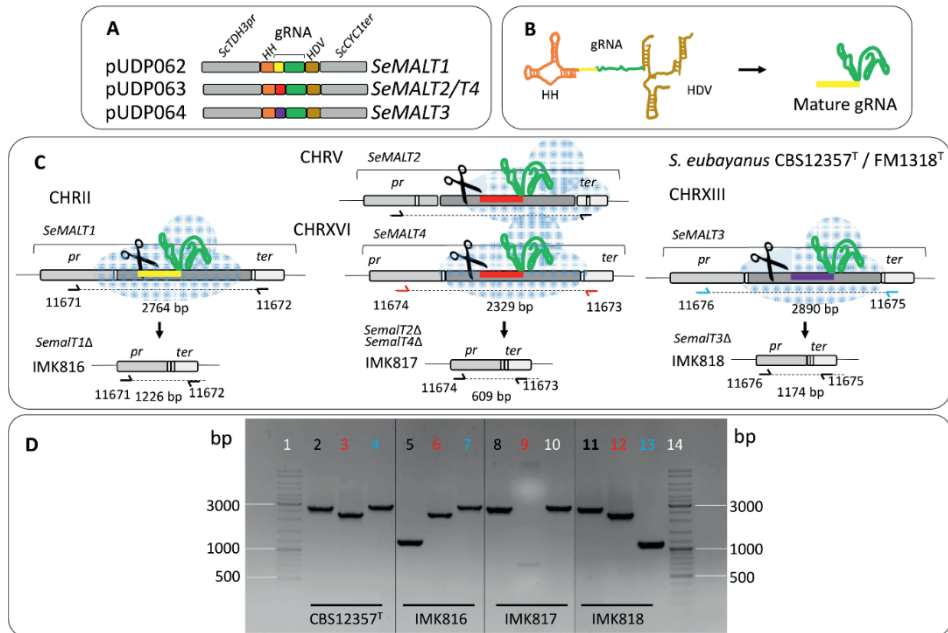 A
ScTDH3pr
HH
gRNA
HDV
ScCYC1ter
pUDP062
SeMALT1
pUDP063
SeMALT2/T4
pUDP064
SeMALT3
B
HH
gRNA
HDV
Mature gRNA
C
S. eubayanus CBS12357T / FM1318T
CHRV
SeMALT2
pr
ter
CHRII
SeMALT1
pr
ter
11671
11672
2764 bp
SemalT1Δ
IMK816
pr
ter
11671
11672
1226 bp
CHRXVI
SeMALT4
pr
ter
11674
11673
2329 bp
SemalT2Δ
SemalT4Δ
IMK817
pr
ter
11674
11673
609 bp
CHRXIII
SeMALT3
pr
ter
11676
11675
2890 bp
SemalT3Δ
IMK818
pr
ter
11676
11675
1174 bp
D
bp
1 2 3 4 5 6 7 8 9 10 11 12 13 14
bp
3000
1000
500
3000
1000
500
CBS12357T
IMK816
IMK817
IMK818